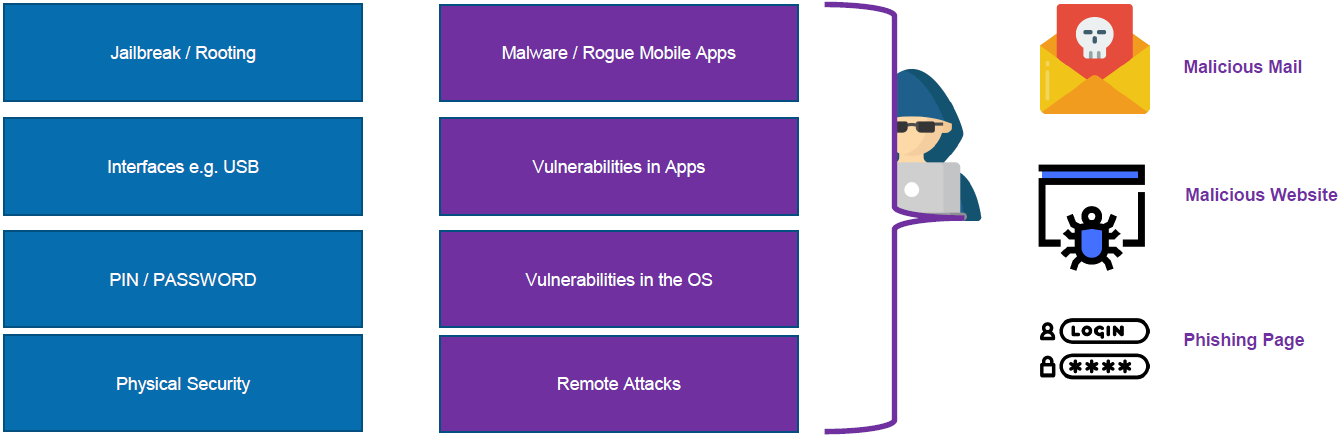 Jailbreak / Rooting
Malware / Rogue Mobile Apps
Malicious Mail
Interfaces e.g. USB
Vulnerabilities in Apps
Malicious Website
PIN / PASSWORD
Vulnerabilities in the OS
LOGIN
****
Phishing Page
Physical Security
Remote Attacks